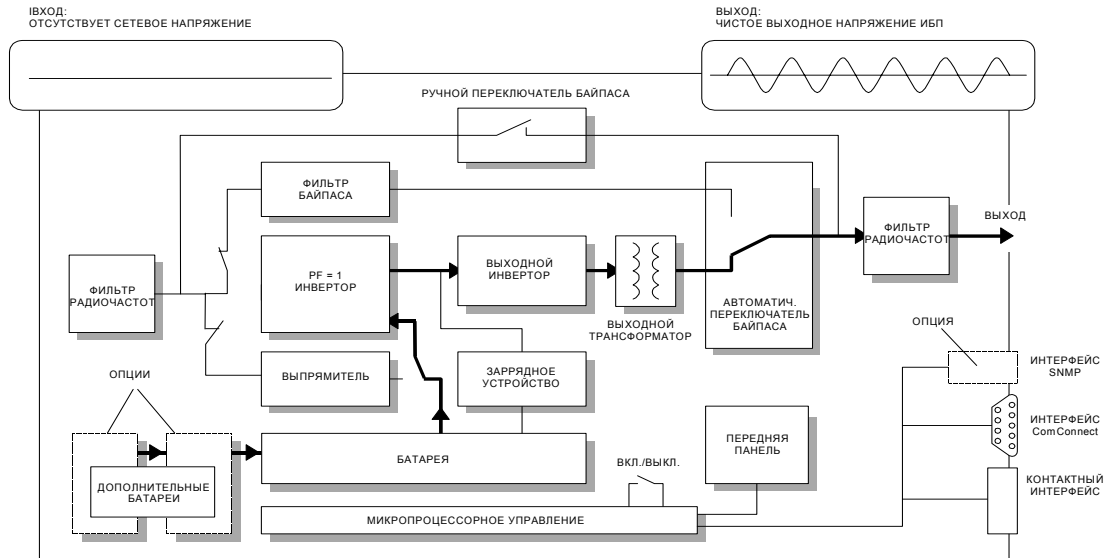 IВХОД:
ОТСУТСТВУЕТ СЕТЕВОЕ НАПРЯЖЕНИЕ
ВЫХОД:
ЧИСТОЕ ВЫХОДНОЕ НАПРЯЖЕНИЕ ИБП
РУЧНОЙ ПЕРЕКЛЮЧАТЕЛЬ БАЙПАСА
ФИЛЬТР
БАЙПАСА
ФИЛЬТР
РАДИОЧАСТОТ
ВЫХОД
PF = 1
ИНВЕРТОР
ВЫХОДНОЙ
ИНВЕРТОР
ФИЛЬТР
РАДИОЧАСТОТ
АВТОМАТИЧ.
ПЕРЕКЛЮЧАТЕЛЬ
БАЙПАСА
ВЫХОДНОЙ
ТРАНСФОРМАТОР
ОПЦИЯ
ОПЦИИ
ВЫПРЯМИТЕЛЬ
ЗАРРЯДНОЕ
УСТРОЙСТВО
ИНТЕРФЕЙС
SNMP
ИНТЕРФЕЙС
ComConnect
БАТАРЕЯ
ПЕРЕДНЯЯ
ПАНЕЛЬ
ВКЛ./ВЫКЛ.
ДОПОЛНИТЕЛЬНЫЕ
БАТАРЕИ
КОНТАКТНЫЙ
ИНТЕРФЕЙС
МИКРОПРОЦЕССОРНОЕ УПРАВЛЕНИЕ